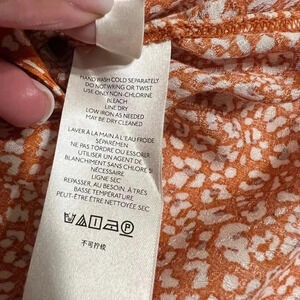 HAND WASH COLD SEPARATELY
DO NOT WRING OR TWIST
USE ONLY NON-CHLORINE
BLEACH
LINE DRY
LOW IRON AS NEEDED
MAY BE DRY CLEANED
LAVER À LA MAIN À L'EAU FROIDE
SÉPARÉMEN
NE PAS TORDRE OU ESSORER
UTILISER UN AGENT DE
BLANCHIMENT SANS CHLORE S
NÉCESSAIRE
LIGNE SEC
REPASSER, AU BESOIN, À TRÈS
BASSE TEMPÉRATURE
PEUT-ÊTRE ÊTRE NETTOYÉE SEC
P
不可拧绞